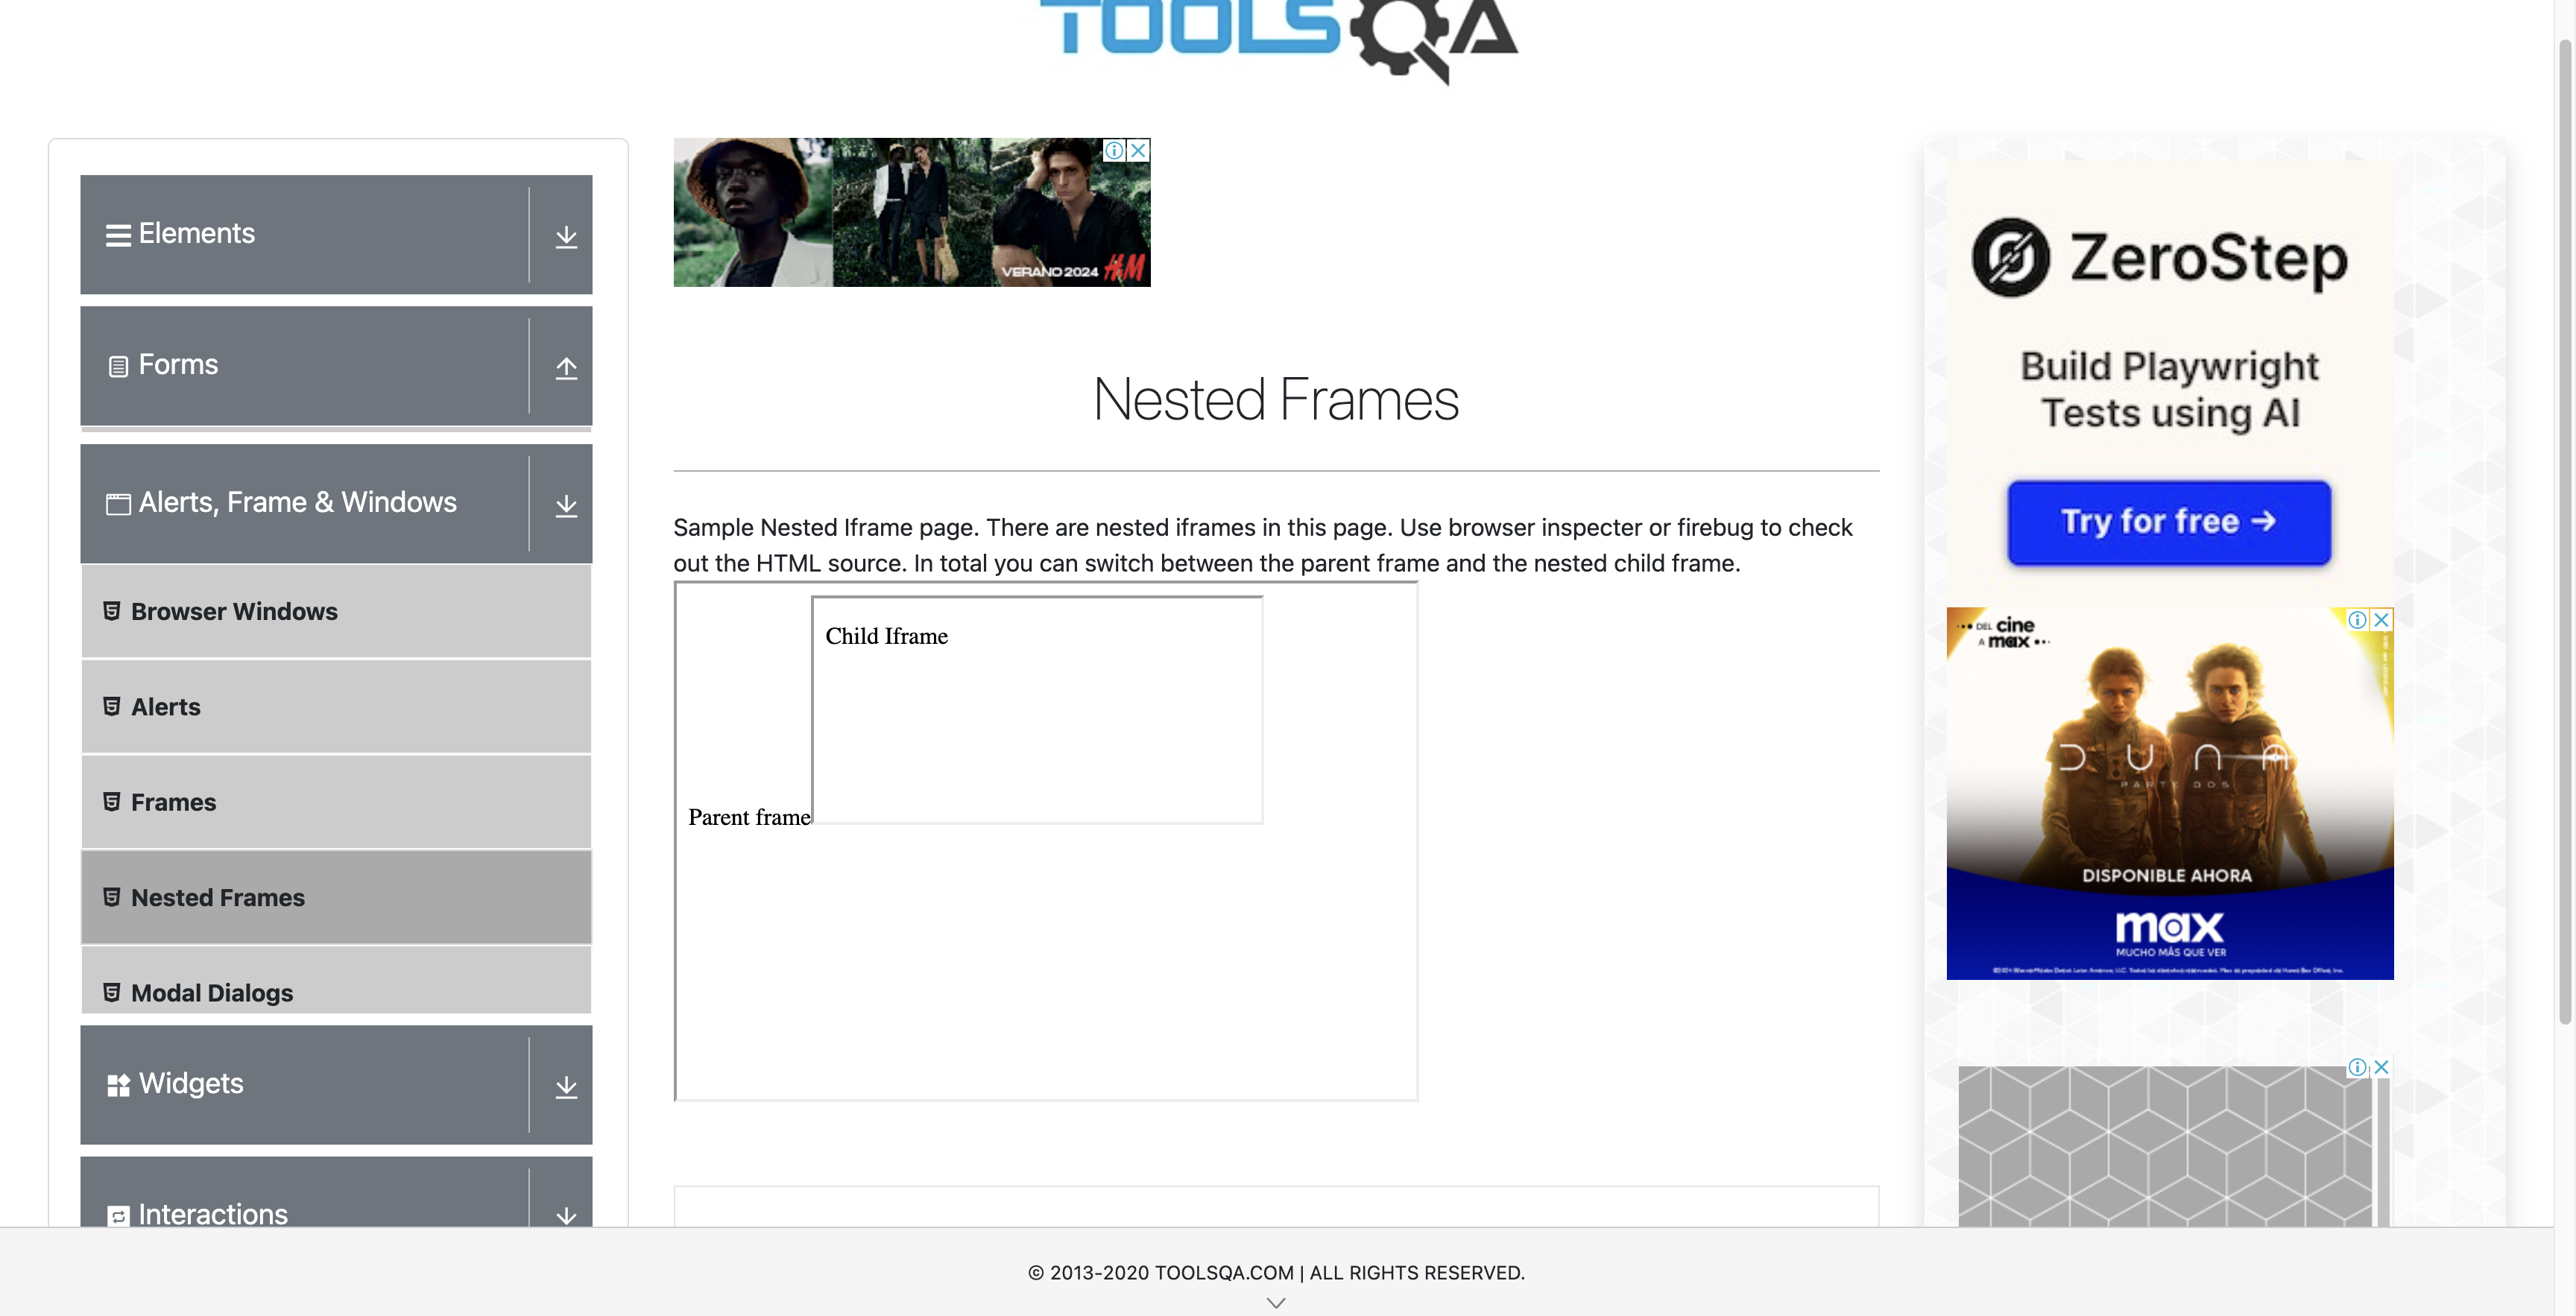 TOOLSQA
Elements
Forms
Alerts, Frame & Windows
Browser Windows
Alerts
Frames
Nested Frames
Modal Dialogs
Widgets
Interactions
VERANO 2024 H&M
Nested Frames
Sample Nested Iframe page. There are nested iframes in this page. Use browser inspecter or firebug to check
out the HTML source. In total you can switch between the parent frame and the nested child frame.
Child Iframe
Parent frame
ZeroStep
Build Playwright
Tests using AI
Try for free →
DEL cine
A max
DUNA
PARTE DOS
DISPONIBLE AHORA
max
MUCHO MÁS QUE VER
© 2013-2020 TOOLSQA.COM | ALL RIGHTS RESERVED.